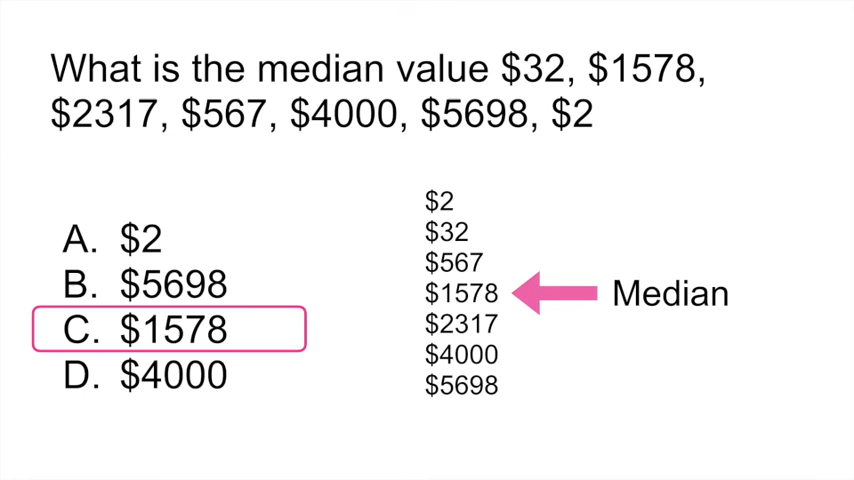 What is the median value $32, $1578,
$2317, $567, $4000, $5698, $2
A. $2
B. $5698
C. $1578
D. $4000
$2
$32
$567
$1578
$2317
$4000
$5698
Median